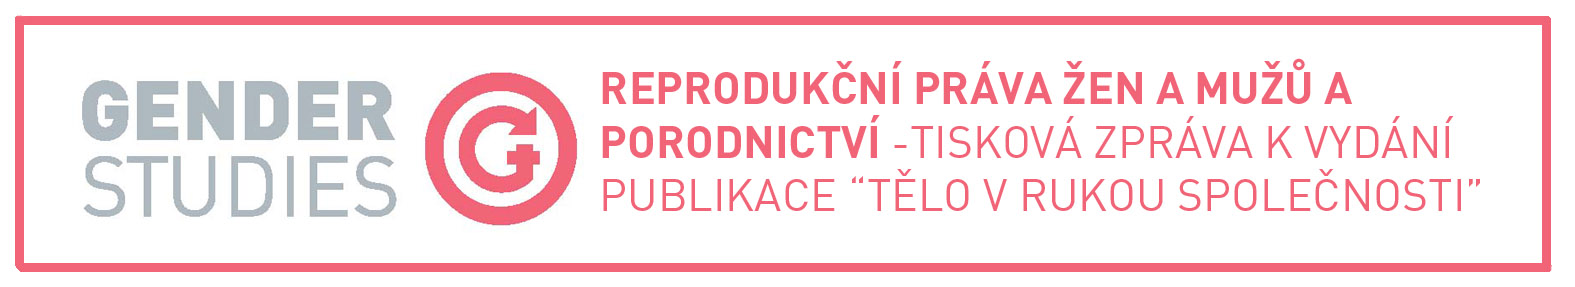 GENDER
STUDIES
G
REPRODUKČNÍ PRÁVA ŽEN A MUŽŮ A
PORODNICTVÍ -TISKOVÁ ZPRÁVA K VYDÁNÍ
PUBLIKACE “TĚLO V RUKOU SPOLEČNOSTI”